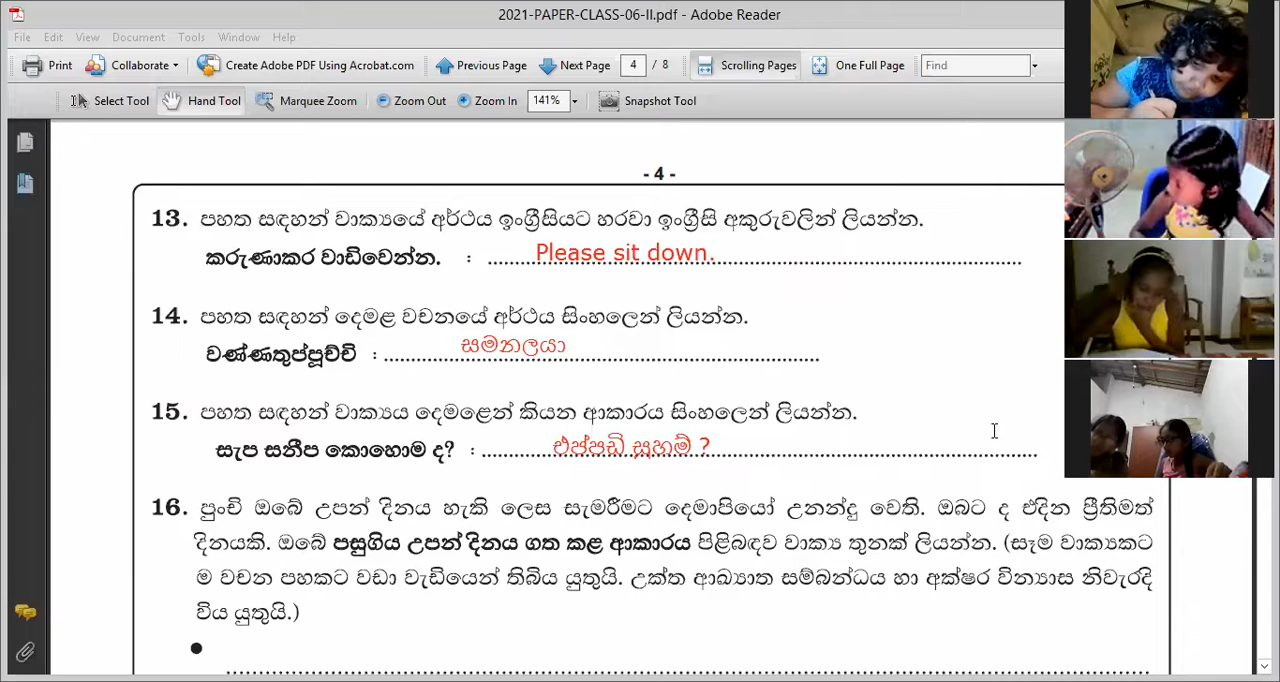 2021-PAPER-CLASS-06-II.pdf - Adobe Reader
File Edit View Document Tools Window Help
Print Collaborate Create Adobe PDF Using Acrobat.com Previous Page Next Page 4 / 8 Scrolling Pages One Full Page Find
Select Tool Hand Tool Marquee Zoom Zoom Out Zoom In 141% Snapshot Tool
- 4 -
13. පහත සඳහන් වාක්‍යයේ අර්ථය ඉංග්‍රීසියට හරවා ඉංග්‍රීසි අකුරුවලින් ලියන්න.
කරුණාකර වාඩිවෙන්න. : Please sit down.
14. පහත සඳහන් දෙමළ වචනයේ අර්ථය සිංහලෙන් ලියන්න.
වණ්ණතුප්පූච්චි : සමනලයා
15. පහත සඳහන් වාක්‍යය දෙමළෙන් කියන ආකාරය සිංහලෙන් ලියන්න.
සැප සනීප කොහොම ද? : එප්පඩි සුහම් ?
16. පුංචි ඔබේ උපන් දිනය හැකි ලෙස සැමරීමට දෙමාපියෝ උනන්දු වෙති. ඔබට ද එදින ප්‍රීතිමත්
දිනයකි. ඔබේ පසුගිය උපන් දිනය ගත කළ ආකාරය පිළිබඳව වාක්‍ය තුනක් ලියන්න. (සෑම වාක්‍යකට
ම වචන පහකට වඩා වැඩියෙන් තිබිය යුතුයි. උක්ත ආඛ්‍යාත සම්බන්ධය හා අක්ෂර වින්‍යාස නිවැරදි
විය යුතුයි.)